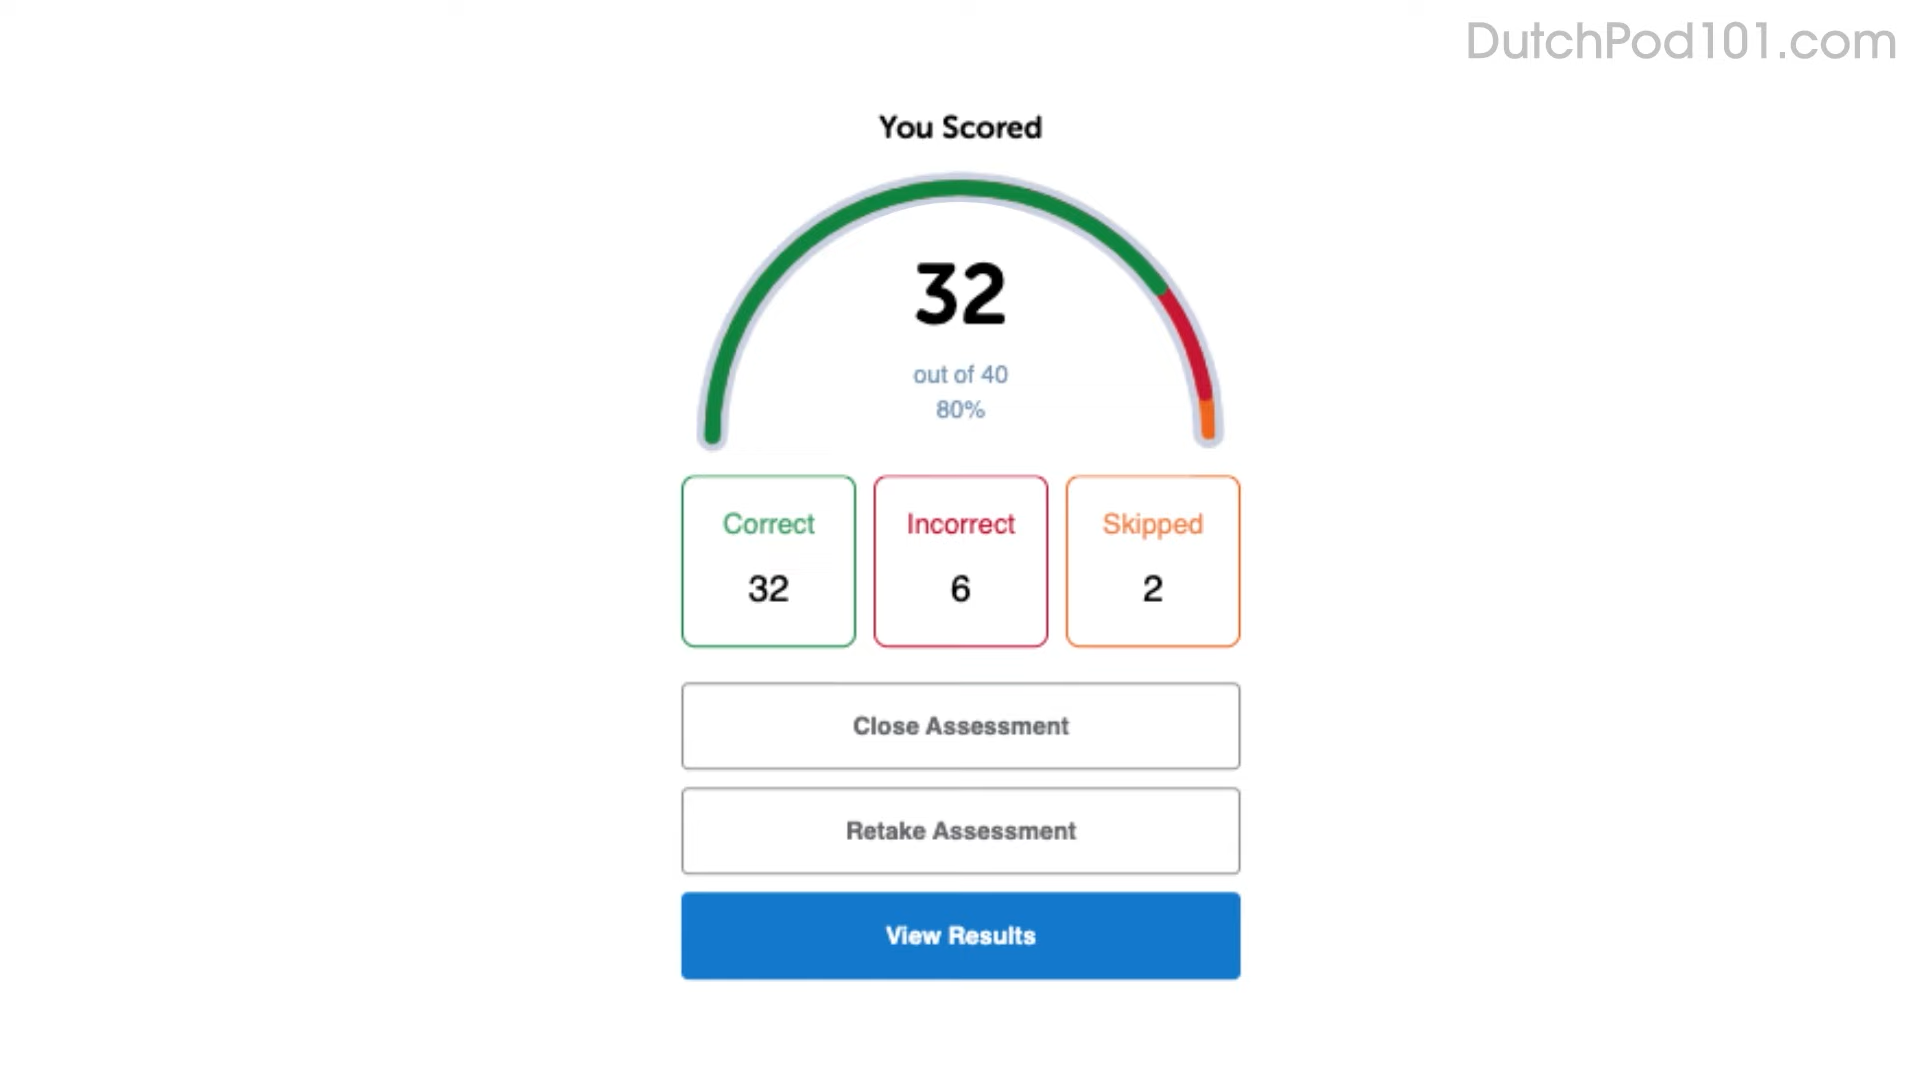 DutchPod101.com
You Scored
32
out of 40
80%
Correct
32
Incorrect
6
Skipped
2
Close Assessment
Retake Assessment
View Results